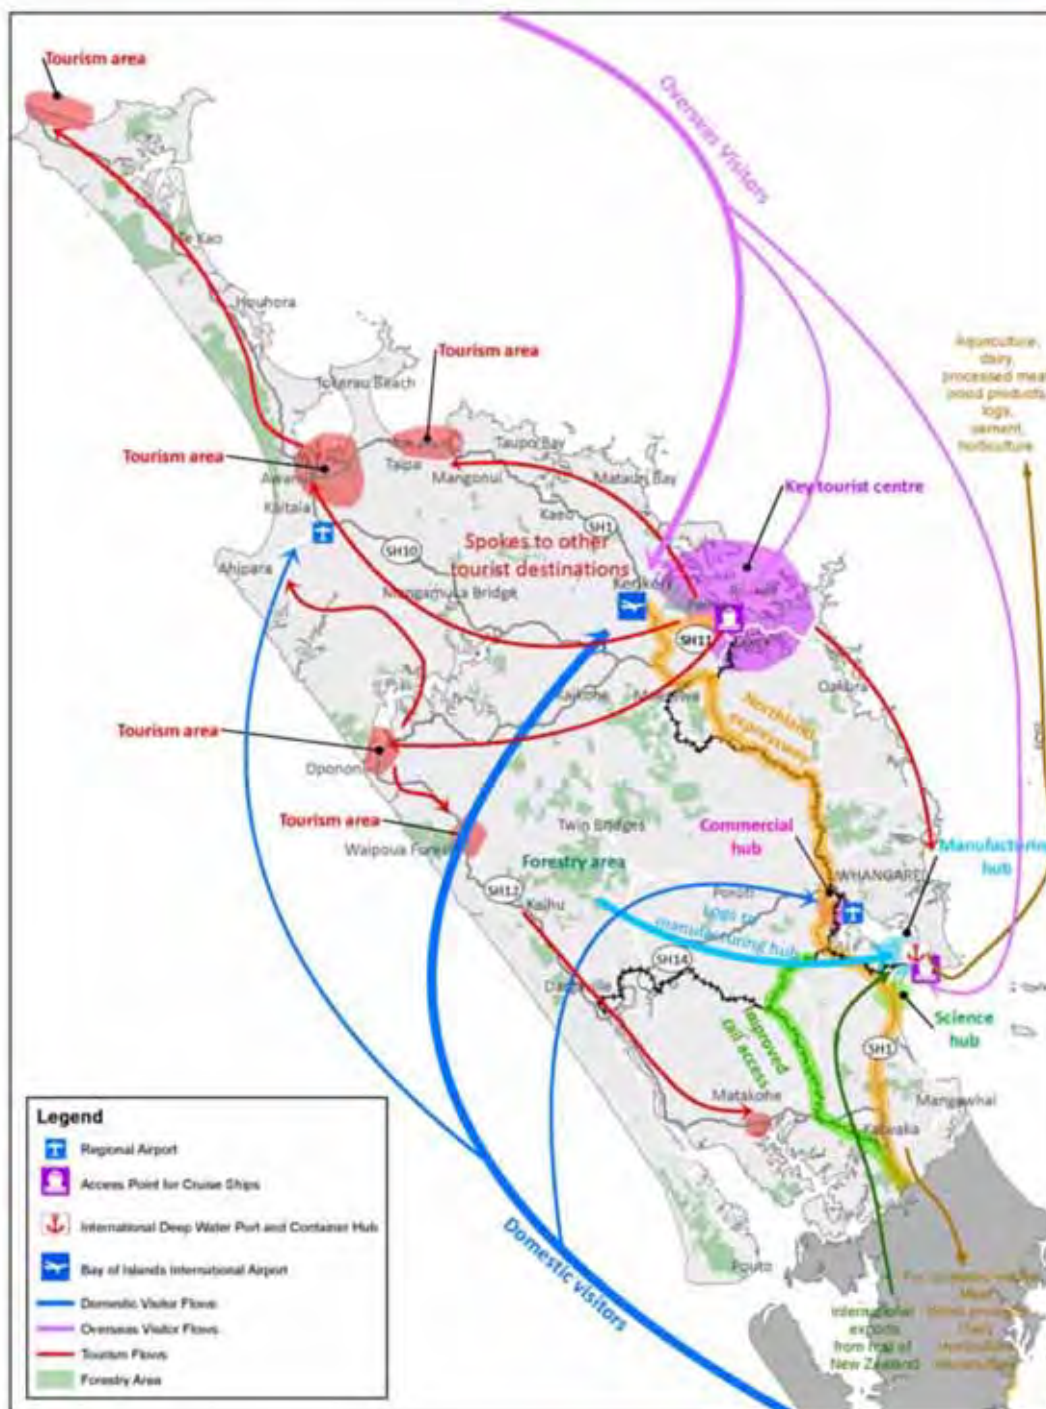 Tourism area
Overseas Visitors
Te Kao
Houhora
Aquaculture,
dairy,
processed meat
wood products,
logs,
cement,
horticulture
Tourism area
Tokerau Beach
Taupo Bay
Tourism area
Taipa
Mangonui
Matauri Bay
Key tourist centre
Kaitaia
Kaeo
SH1
SH10
Spokes to other
tourist destinations
Ahipara
Mangamuka Bridge
Kerikeri
SH11
Oakura
Northland
expressway
Tourism area
Opononi
Tourism area
Waipoua Forest
Twin Bridges
Commercial
hub
Manufacturing
hub
Forestry area
WHANGAREI
SH12
Kaihu
Logs to
manufacturing hub
SH14
Dargaville
Improved
rail access
Science
hub
SH1
Matakohe
Mangawhai
Kaiwaka
Pouto
Domestic visitors
International
exports
from rest of
New Zealand
Legend
Regional Airport
Access Point for Cruise Ships
International Deep Water Port and Container Hub
Bay of Islands International Airport
Domestic Visitor Flows
Overseas Visitor Flows
Tourism Flows
Forestry Area